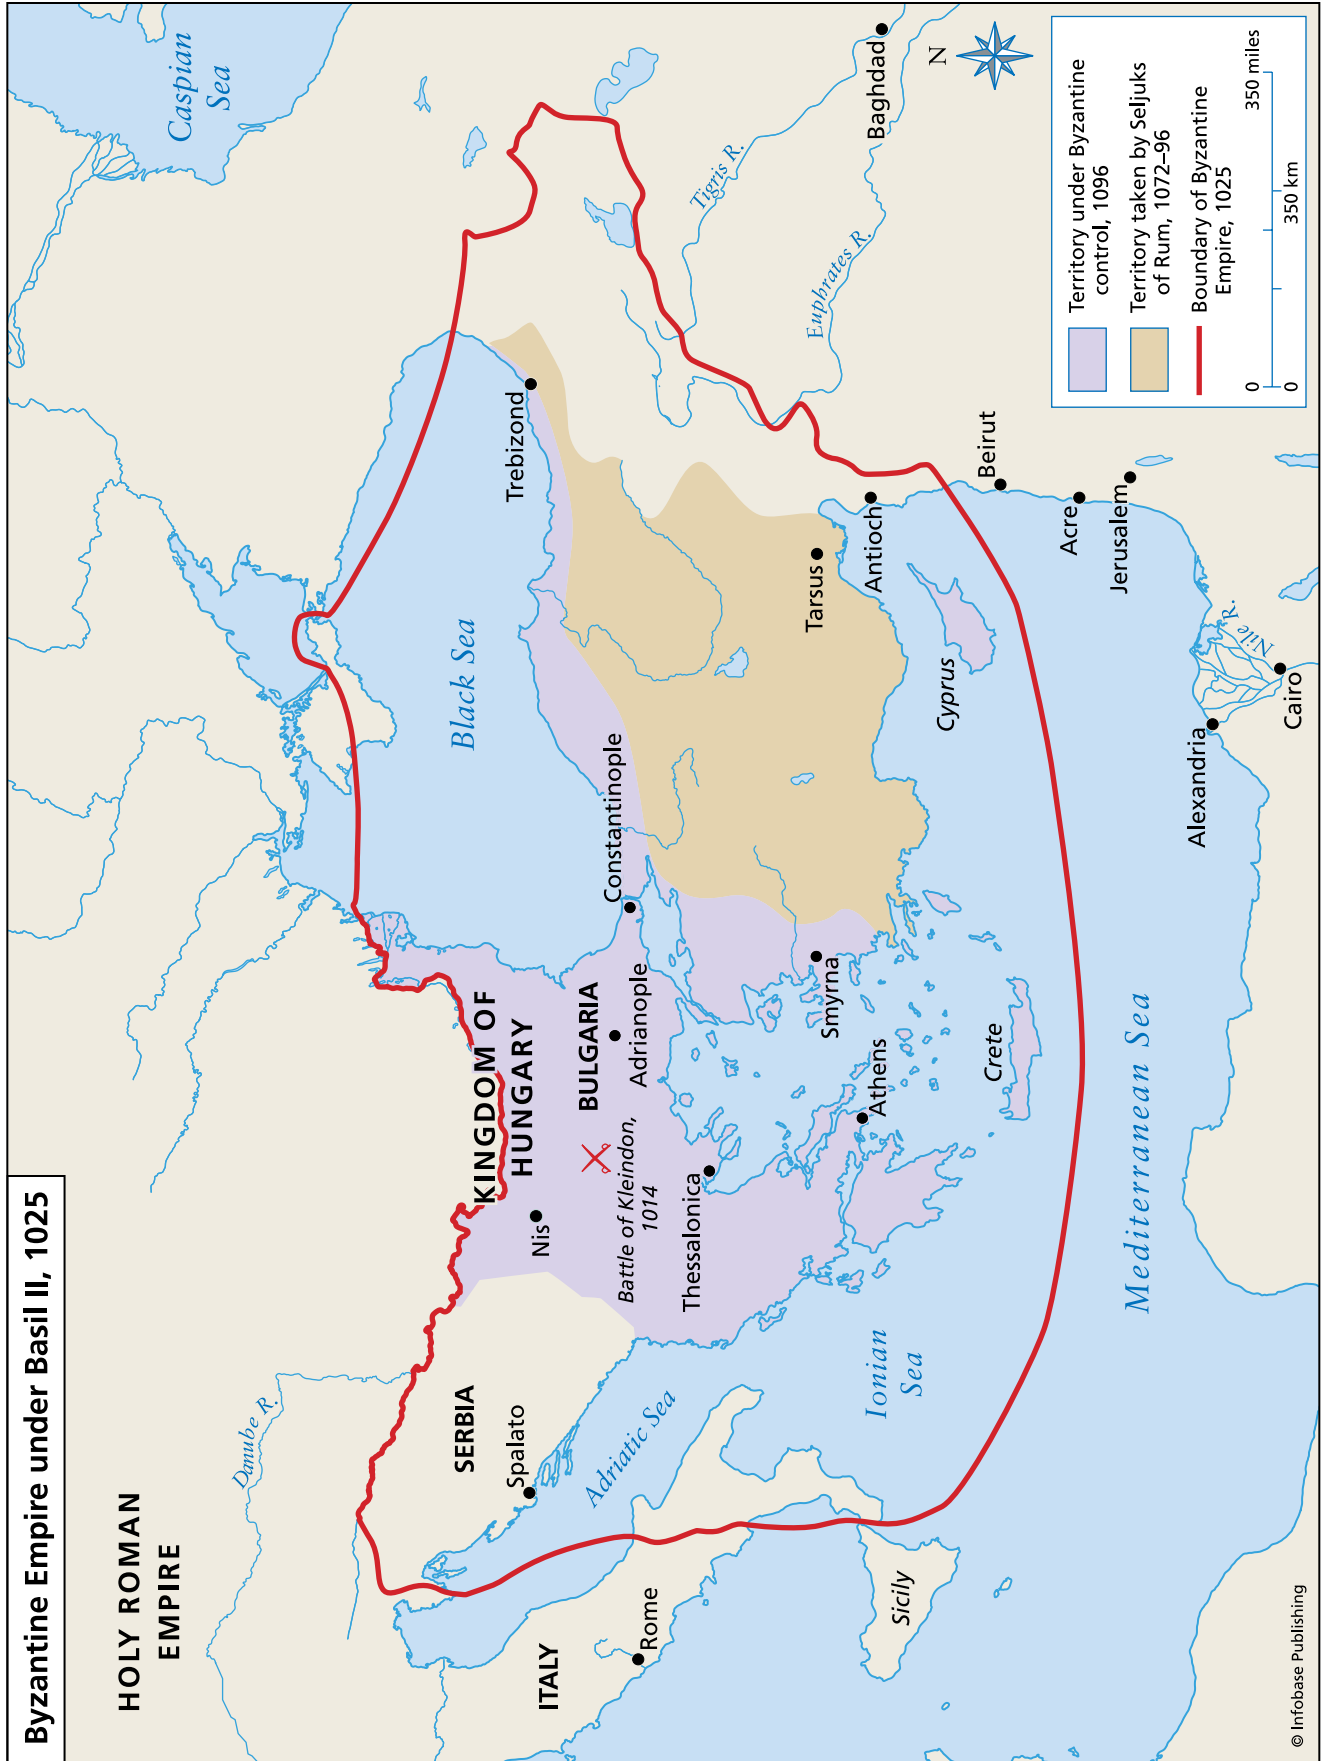 Byzantine Empire under Basil II, 1025
HOLY ROMAN
EMPIRE
Danube R.
ITALY
Rome
Sicily
SERBIA
Spalato
Adriatic Sea
Ionian
Sea
KINGDOM OF
HUNGARY
Nis
BULGARIA
Battle of Kleindon,
1014
Adrianople
Thessalonica
Constantinople
Smyrna
Athens
Crete
Mediterranean Sea
Black Sea
Trebizond
Tarsus
Antioch
Cyprus
Beirut
Acre
Jerusalem
Alexandria
Cairo
Nile R.
Caspian
Sea
Tigris R.
Euphrates R.
Baghdad
N
Territory under Byzantine
control, 1096
Territory taken by Seljuks
of Rum, 1072–96
Boundary of Byzantine
Empire, 1025
0 350 miles
0 350 km
© Infobase Publishing